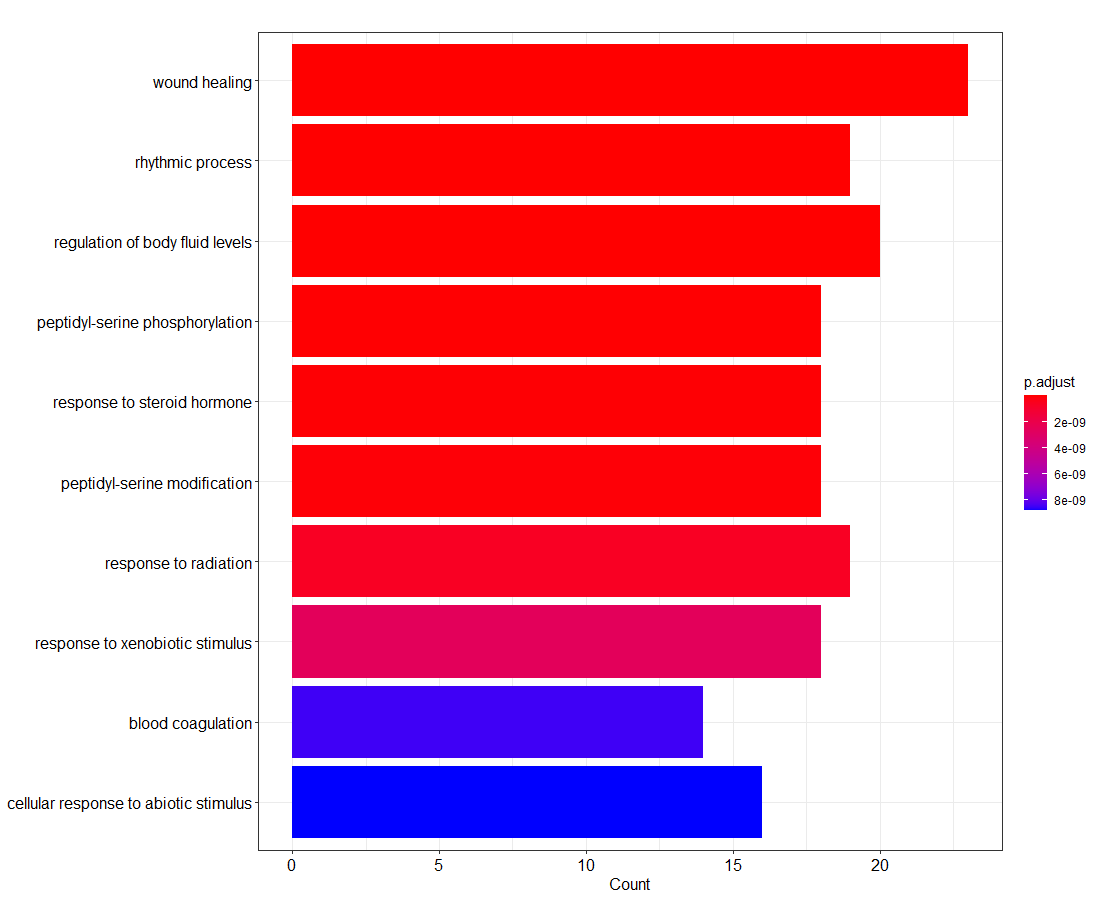 wound healing
rhythmic process
regulation of body fluid levels
peptidyl-serine phosphorylation
response to steroid hormone
peptidyl-serine modification
response to radiation
response to xenobiotic stimulus
blood coagulation
cellular response to abiotic stimulus
0 5 10 15 20
Count
p.adjust
2e-09
4e-09
6e-09
8e-09